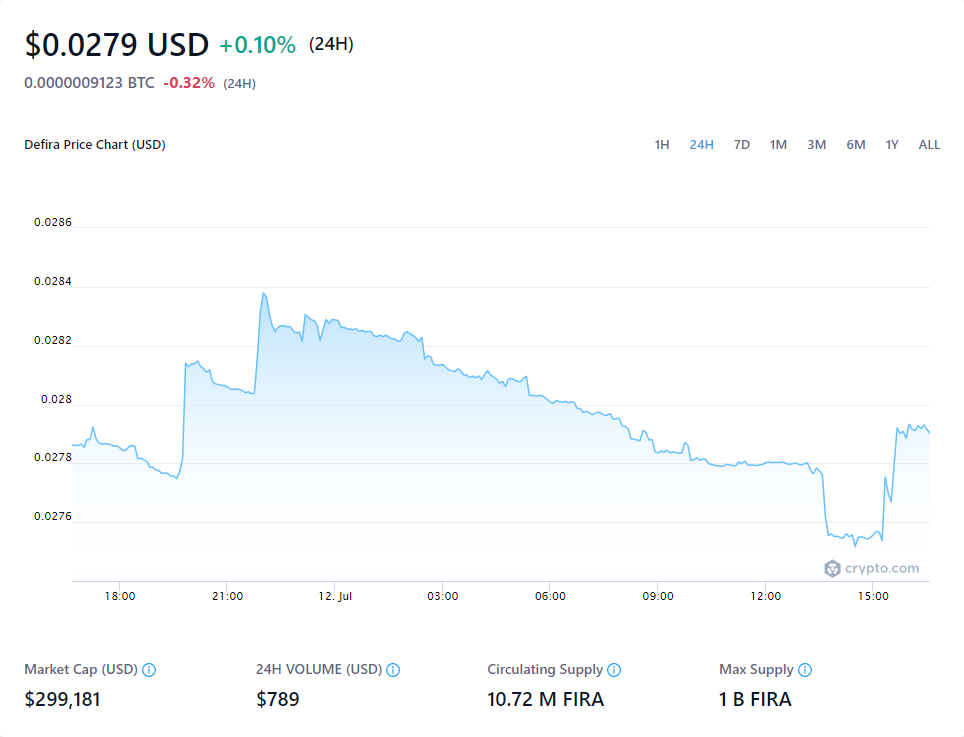 $0.0279 USD +0.10% (24H)
0.0000009123 BTC -0.32% (24H)
Defira Price Chart (USD) 1H 24H 7D 1M 3M 6M 1Y ALL
0.0286
0.0284
0.0282
0.028
0.0278
0.0276
crypto.com
18:00 21:00 12. Jul 03:00 06:00 09:00 12:00 15:00
Market Cap (USD) 24H VOLUME (USD) Circulating Supply Max Supply
$299,181 $789 10.72 M FIRA 1 B FIRA